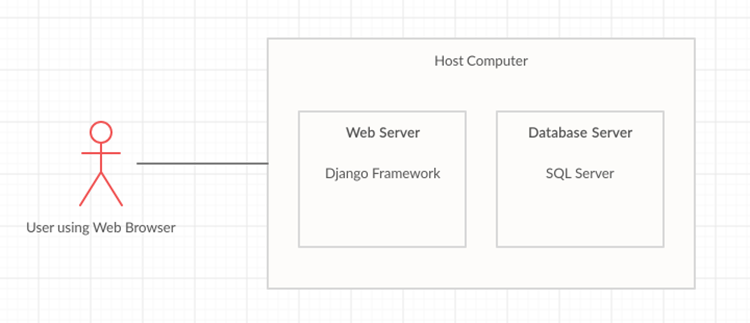 Host Computer
Web Server
Database Server
Django Framework
SQL Server
User using Web Browser